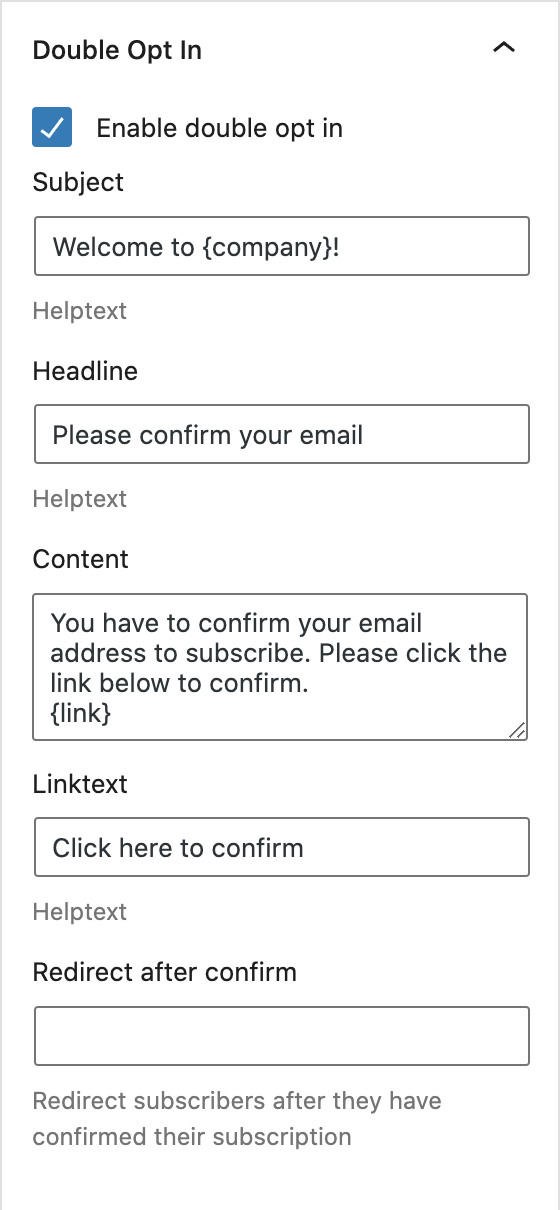 Double Opt In
Enable double opt in
Subject
Welcome to {company}!
Helptext
Headline
Please confirm your email
Helptext
Content
You have to confirm your email
address to subscribe. Please click the
link below to confirm.
{link}
Linktext
Click here to confirm
Helptext
Redirect after confirm
Redirect subscribers after they have
confirmed their subscription